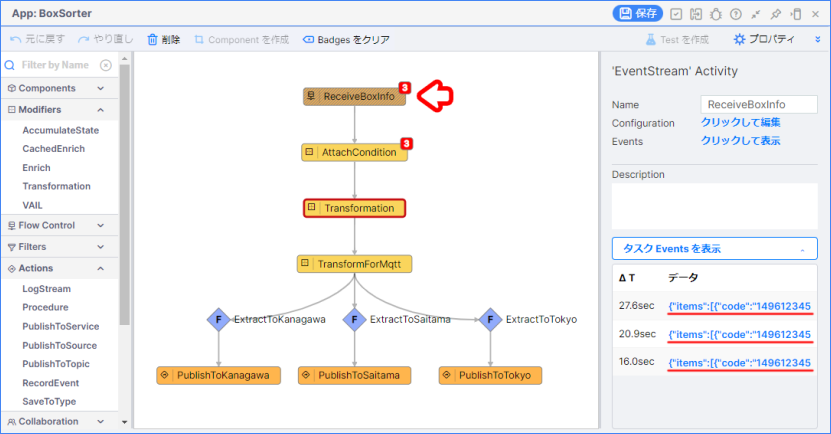 App: BoxSorter
保存
元に戻す
やり直し
削除
Component を作成
Badges をクリア
Test を作成
プロパティ
Filter by Name
Components
Modifiers
AccumulateState
CachedEnrich
Enrich
Transformation
VAIL
Flow Control
Filters
Actions
LogStream
Procedure
PublishToService
PublishToSource
PublishToTopic
RecordEvent
SaveToType
Collaboration
ReceiveBoxInfo
3
AttachCondition
3
Transformation
TransformForMqtt
F ExtractToKanagawa
F ExtractToSaitama
F ExtractToTokyo
PublishToKanagawa
PublishToSaitama
PublishToTokyo
'EventStream' Activity
Name ReceiveBoxInfo
Configuration クリックして編集
Events クリックして表示
Description
タスク Events を表示
Δ T データ
27.6sec {"items":[{"code":"149612345
20.9sec {"items":[{"code":"149612345
16.0sec {"items":[{"code":"149612345